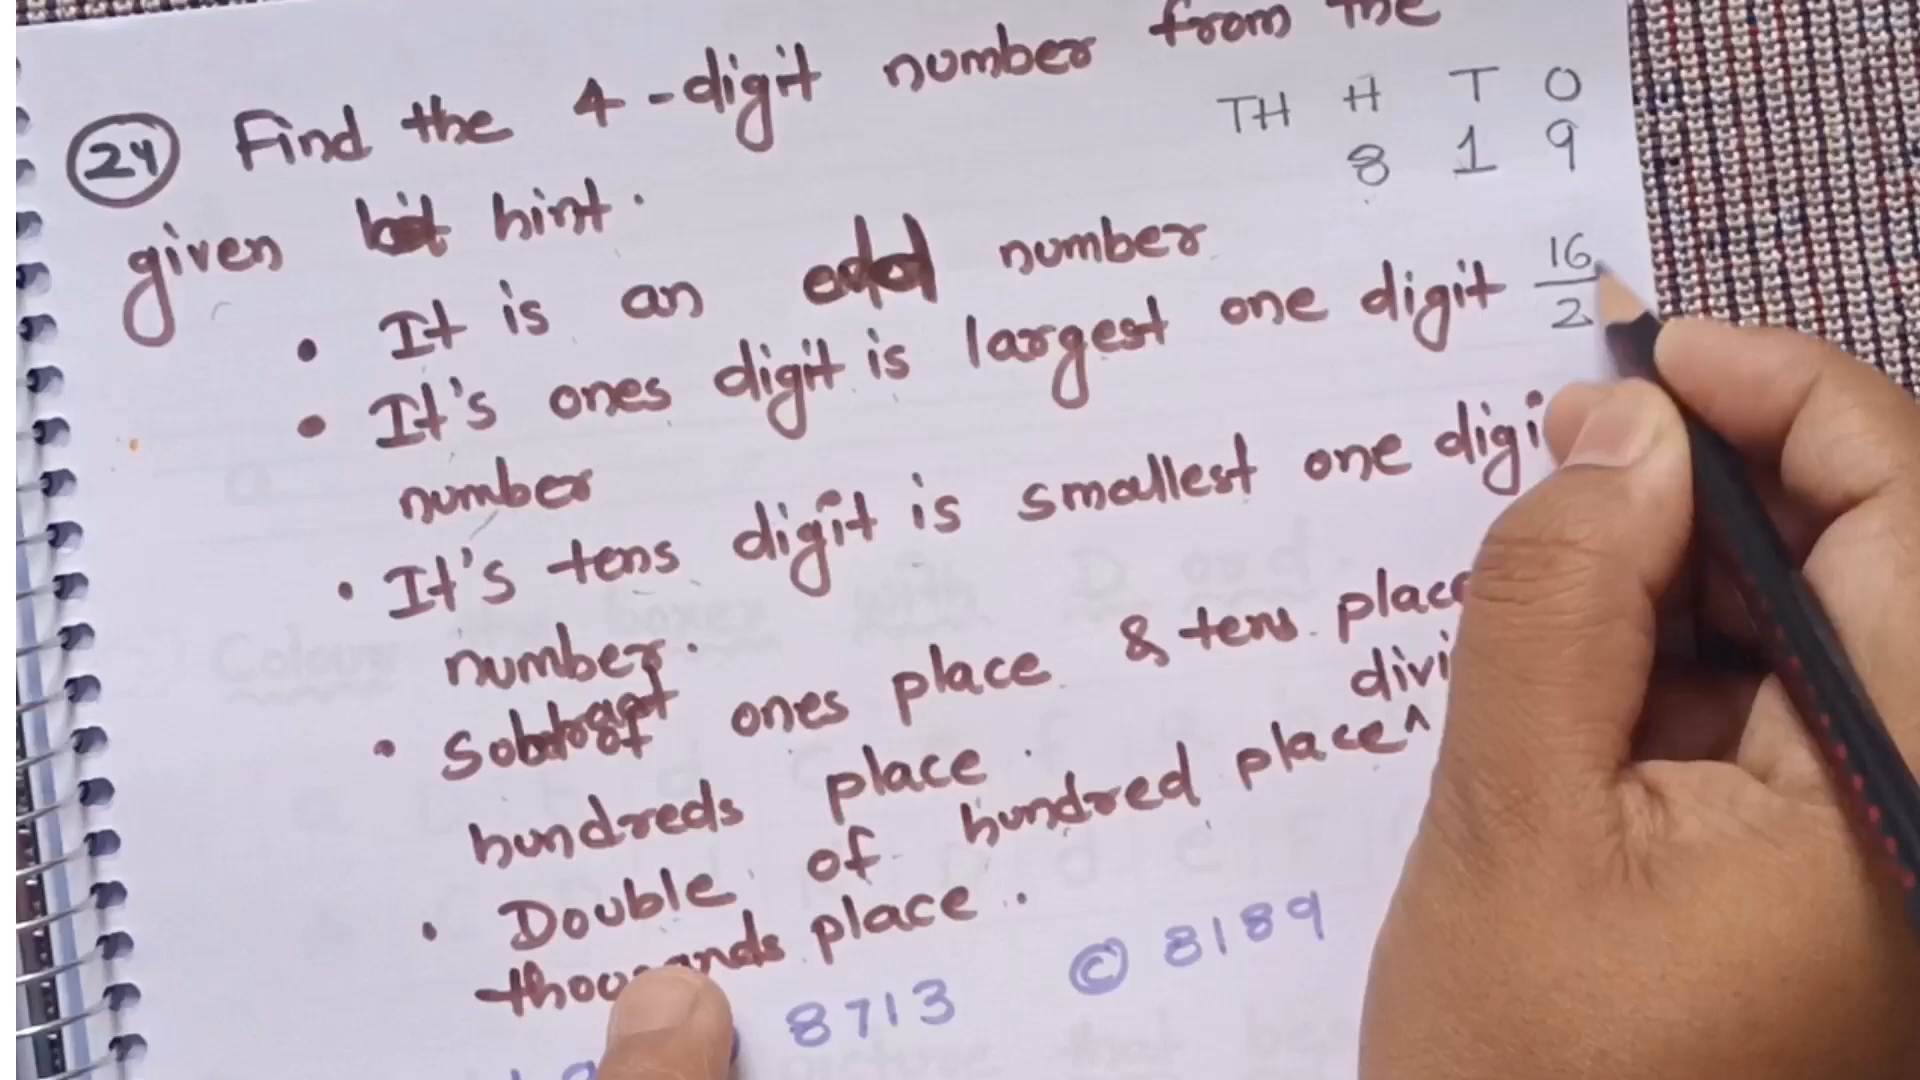 24 Find the 4-digit number from the
TH H T O
8 1 9
given hint.
• It is an odd number
• It's ones digit is largest one digit
16
2
number
• It's tens digit is smallest one digi
number.
• ones place & tens place
divi
hundreds place.
• Double of hundred place^
thousands place.
8713 © 8189